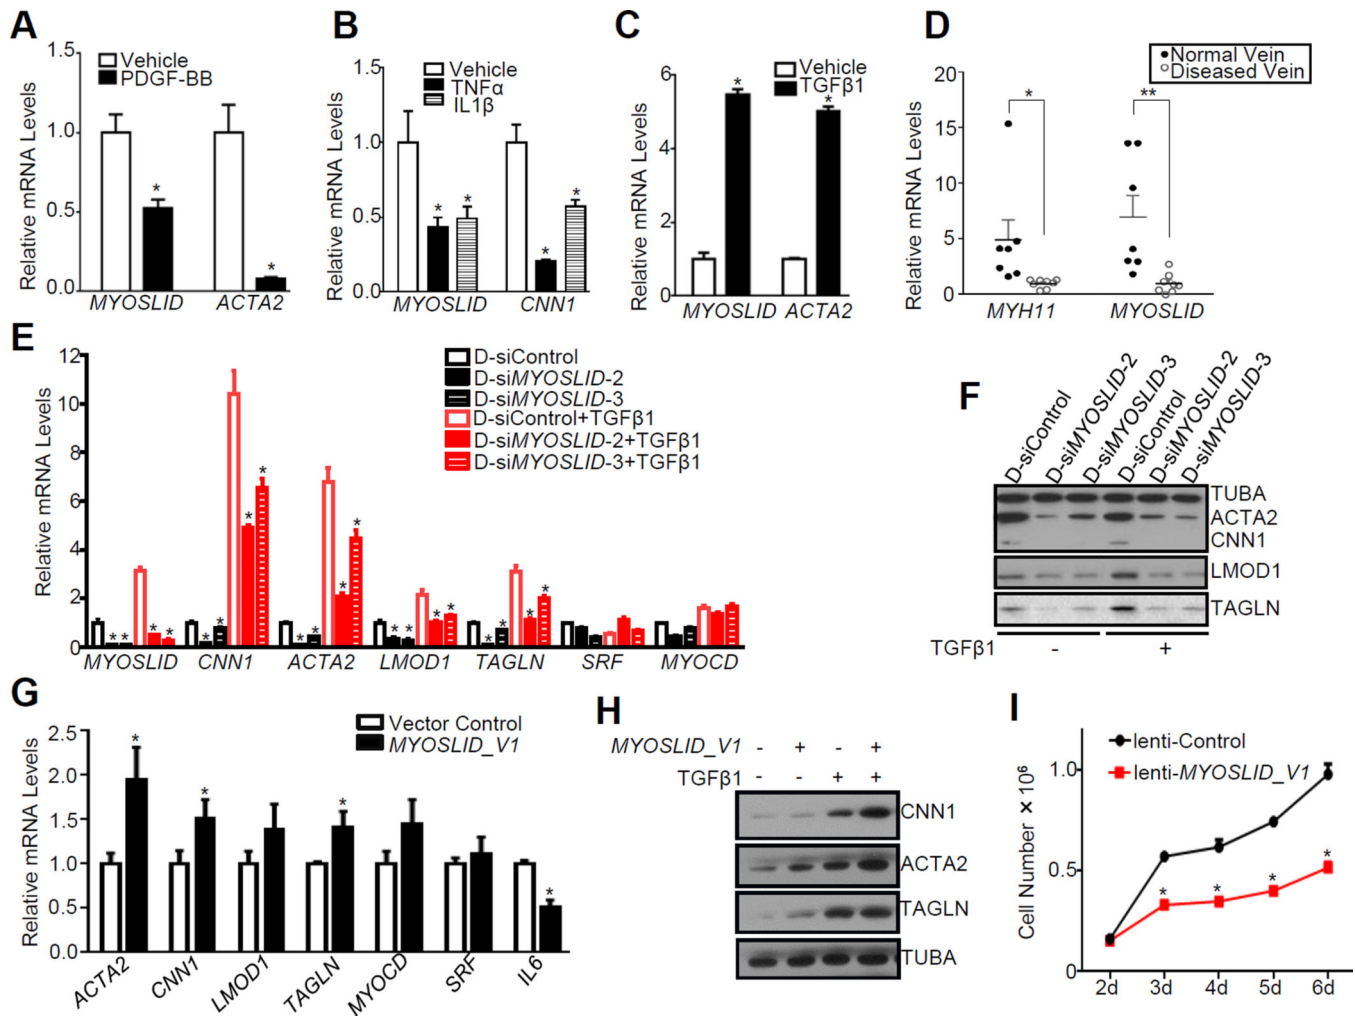 A
Relative mRNA Levels
1.5
1.0
0.5
0
Vehicle
PDGF-BB
*
*
MYOSLID
ACTA2
B
Relative mRNA Levels
1.5
1.0
0.5
0.0
Vehicle
TNFα
IL1β
*
*
*
*
MYOSLID
CNN1
C
Relative mRNA Levels
6
4
2
0
Vehicle
TGFβ1
*
*
MYOSLID
ACTA2
D
Normal Vein
Diseased Vein
Relative mRNA Levels
20
15
10
5
0
*
**
MYH11
MYOSLID
E
Relative mRNA Levels
12
10
8
6
4
2
0
D-siControl
D-siMYOSLID-2
D-siMYOSLID-3
D-siControl+TGFβ1
D-siMYOSLID-2+TGFβ1
D-siMYOSLID-3+TGFβ1
* * * *
* * * *
* * * *
* * * *
* * * *
MYOSLID
CNN1
ACTA2
LMOD1
TAGLN
SRF
MYOCD
F
D-siControl
D-siMYOSLID-2
D-siMYOSLID-3
D-siControl
D-siMYOSLID-2
D-siMYOSLID-3
TUBA
ACTA2
CNN1
LMOD1
TAGLN
TGFβ1 - +
G
Relative mRNA Levels
2.5
2.0
1.5
1.0
0.5
0.0
Vector Control
MYOSLID_V1
*
*
*
*
ACTA2
CNN1
LMOD1
TAGLN
MYOCD
SRF
IL6
H
MYOSLID_V1 - + - +
TGFβ1 - - + +
CNN1
ACTA2
TAGLN
TUBA
I
lenti-Control
lenti-MYOSLID_V1
Cell Number ×10⁶
1.0
0.5
0
*
*
*
*
2d
3d
4d
5d
6d